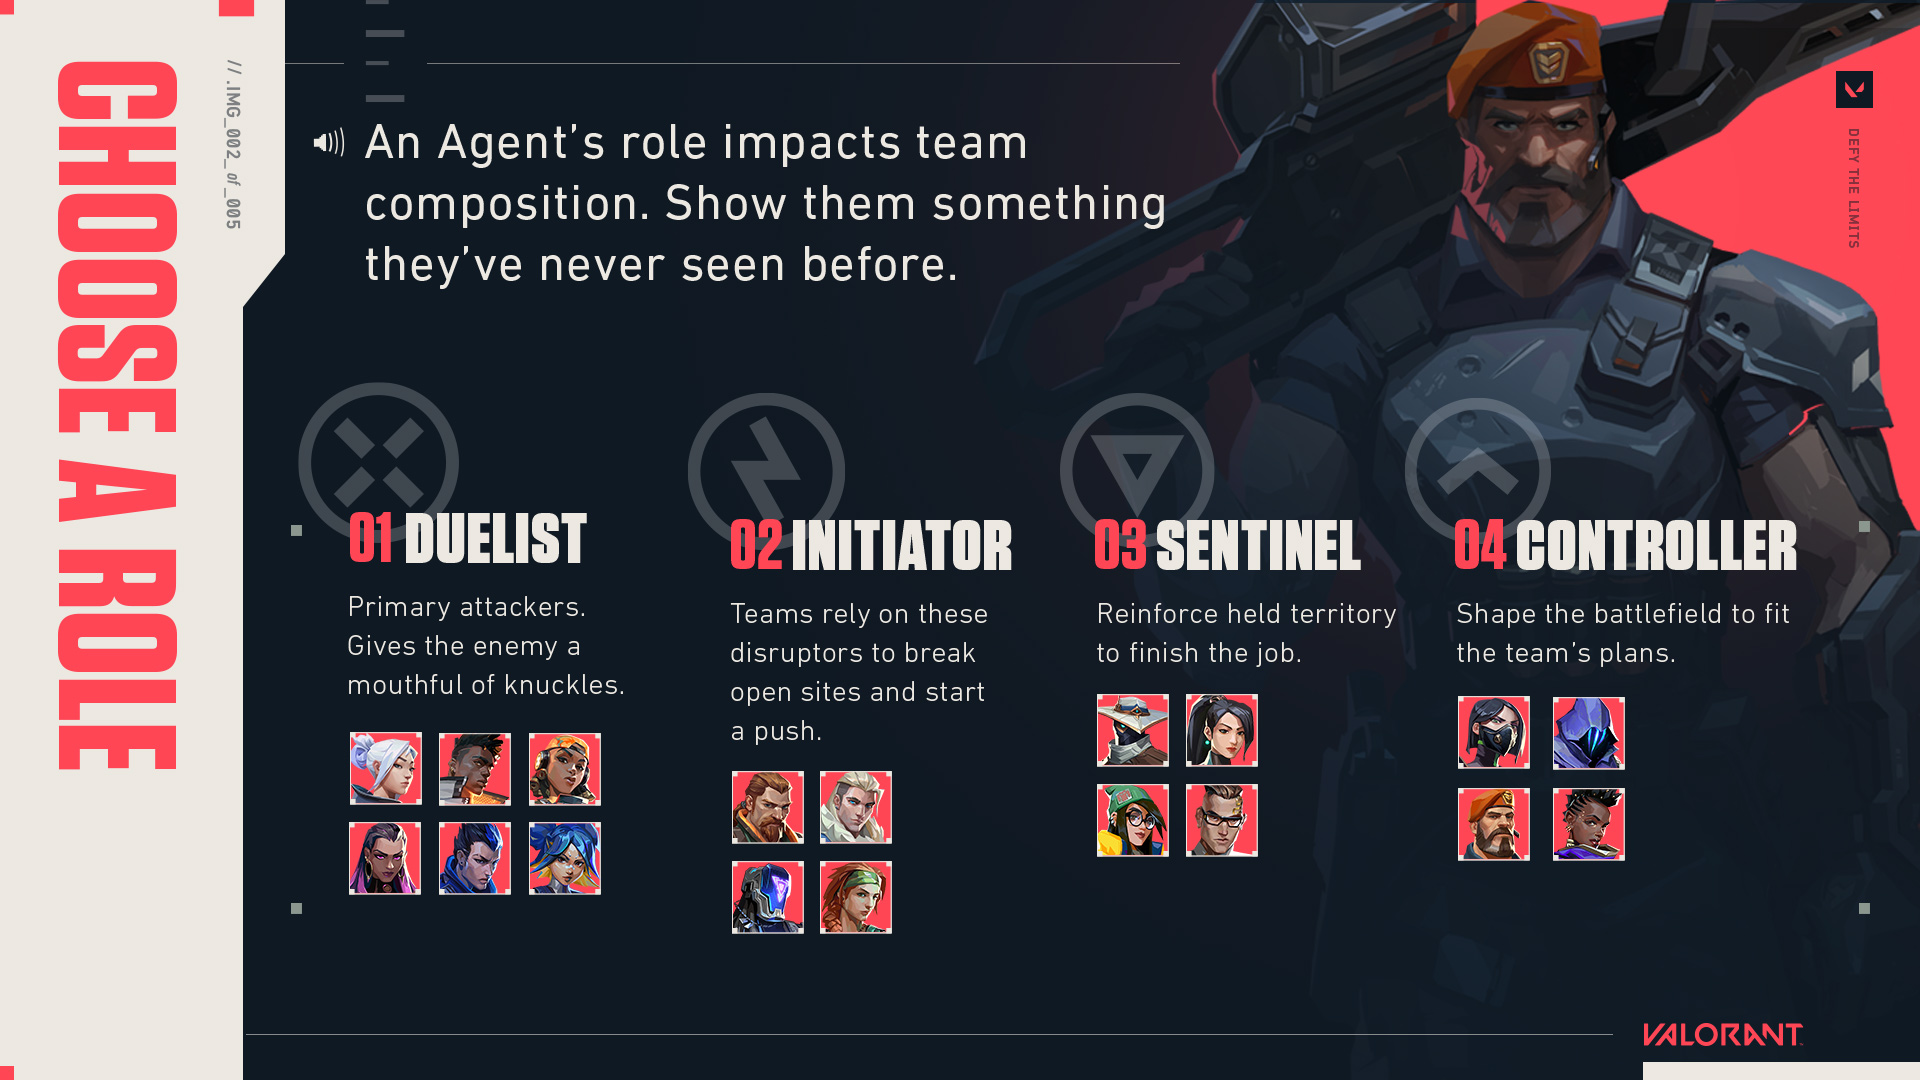 CHOOSE A ROLE
// .IMG_002_of_005
An Agent’s role impacts team
composition. Show them something
they’ve never seen before.
DEFY THE LIMITS
01 DUELIST
Primary attackers.
Gives the enemy a
mouthful of knuckles.
02 INITIATOR
Teams rely on these
disruptors to break
open sites and start
a push.
03 SENTINEL
Reinforce held territory
to finish the job.
04 CONTROLLER
Shape the battlefield to fit
the team’s plans.
VALORANT